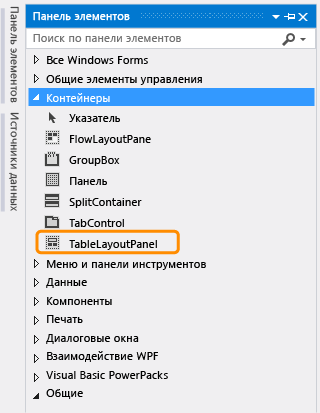 Панель элементов
Источники данных
Панель элементов
Поиск по панели элементов
Все Windows Forms
Общие элементы управления
Контейнеры
Указатель
FlowLayoutPane
GroupBox
Панель
SplitContainer
TabControl
TableLayoutPanel
Меню и панели инструментов
Данные
Компоненты
Печать
Диалоговые окна
Взаимодействие WPF
Visual Basic PowerPacks
Общие